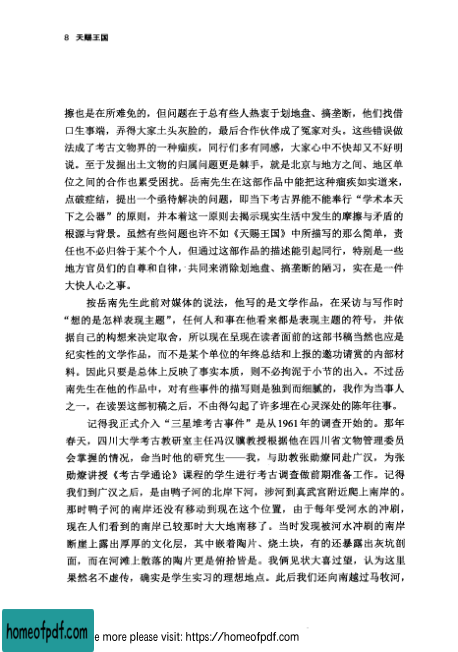 8 天赐王国
擦也是在所难免的，但问题在于总有些人热衷于划地盘、搞垄断，他们找借
口生事端，弄得大家土头灰脸的，最后合作伙伴成了冤家对头。这些错误做
法成了考古文物界的一种痼疾，同行们多有同感，大家心中不快却又不好明
说。至于发掘出土文物的归属问题更是棘手，就是北京与地方之间、地区单
位之间的合作也累受困扰。岳南先生在这部作品中能把这种痼疾如实道来，
点破症结，提出一个亟待解决的问题，即当下考古界能不能奉行“学术本天
下之公器”的原则，并本着这一原则去揭示现实生活中发生的摩擦与矛盾的
根源与背景。虽然有些问题也许不如《天赐王国》中所描写的那么简单，责
任也不必归咎于某个个人，但通过这部作品的描述能引起同行，特别是一些
地方官员们的自尊和自律，共同来消除划地盘、搞垄断的陋习，实在是一件
大快人心之事。
按岳南先生此前对媒体的说法，他写的是文学作品，在采访与写作时
“想的是怎样表现主题”，任何人和事在他看来都是表现主题的符号，并依
据自己的构想来决定取舍，所以现在呈现在读者面前的这部书稿当然也应是
纪实性的文学作品，而不是某个单位的年终总结和上报的邀功请赏的内部材
料。因此只要是总体上反映了事实本质，则不必拘泥于小节的出入。不过岳
南先生在他的作品中，对有些事件的描写则是独到而细腻的，我作为当事人
之一，在读罢这部初稿之后，不由得勾起了许多埋在心灵深处的陈年往事。
记得我正式介入“三星堆考古事件”是从1961年的调查开始的。那年
春天，四川大学考古教研室主任冯汉骥教授根据他在四川省文物管理委员
会掌握的情况，命当时他的研究生——我，与助教张勋燎同赴广汉，为张
勋燎讲授《考古学通论》课程的学生进行考古调查做前期准备工作。记得
我们到广汉之后，是由鸭子河的北岸下河，涉河到真武宫附近爬上南岸的。
那时鸭子河的南岸还没有移动到现在这个位置，由于每年受河水的冲刷，
现在人们看到的南岸已较那时大大地南移了。当时发现被河水冲刷的南岸
断崖上露出厚厚的文化层，其中嵌着陶片、烧土块，有的还暴露出灰坑剖
面，而在河滩上散落的陶片更是俯拾皆是。我俩见状大喜过望，认为这里
果然名不虚传，确实是学生实习的理想地点。此后我们还向南越过马牧河，
homeofpdf.com
e more please visit: https://homeofpdf.com